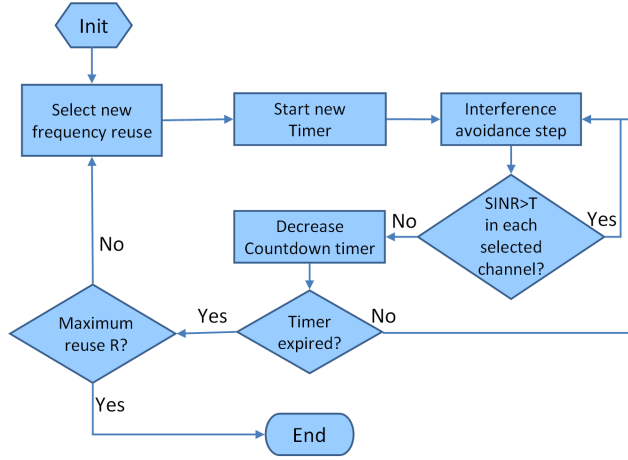 Init
Select new
frequency reuse
Start new
Timer
Interference
avoidance step
SINR>T
in each
selected
channel?
Yes
No
Decrease
Countdown timer
Timer
expired?
No
Yes
Maximum
reuse R?
No
Yes
End